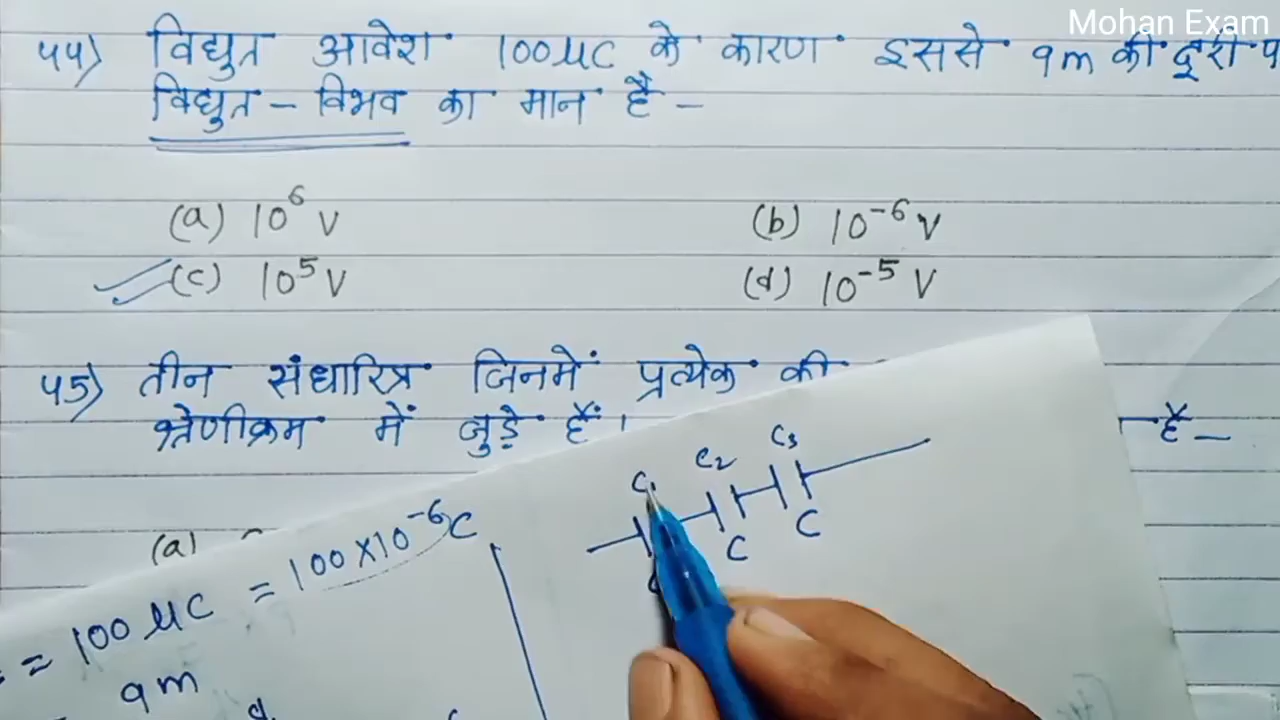 Mohan Exam
44) विद्युत आवेश 100μC के कारण इससे 9m की दूरी
विद्युत - विभव का मान है -
(a) 10⁶ V
(b) 10⁻⁶ V
(c) 10⁵ V
(d) 10⁻⁵ V
45) तीन संधारित्र जिनमें प्रत्येक की
श्रेणीक्रम में जुड़े हैं। है -
(a)
= 100 μC = 100×10⁻⁶C
9m
C₁ C₂ C₃
C C